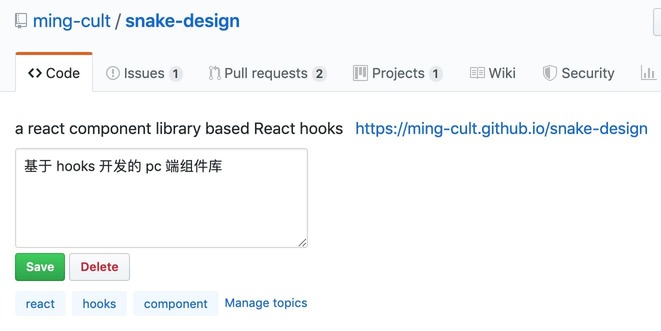 ming-cult / snake-design
Code Issues 1 Pull requests 2 Projects 1 Wiki Security
a react component library based React hooks https://ming-cult.github.io/snake-design
基于 hooks 开发的 pc 端组件库
Save Delete
react hooks component Manage topics